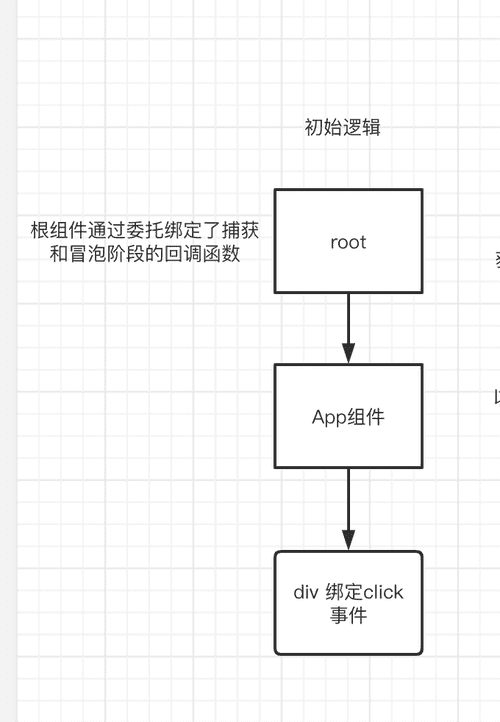 初始逻辑
根组件通过委托绑定了捕获
和冒泡阶段的回调函数
root
App组件
div 绑定click
事件